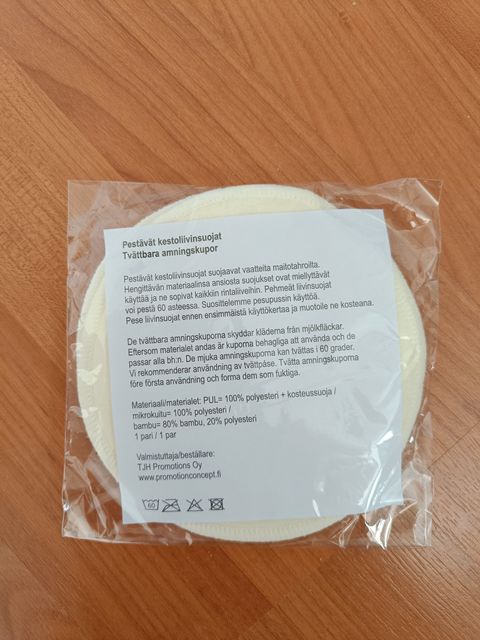 Pestävät kestoliivinsuojat
Tvättbara amningskupor
Pestävät kestoliivinsuojat suojaavat vaatteita maitotahroilta.
Hengittävän materiaalinsa ansiosta suojukset ovat miellyttävät
käyttää ja ne sopivat kaikkiin rintaliiveihin. Pehmeät liivinsuojat
voi pestä 60 asteessa. Suosittelemme pesupussin käyttöä.
Pese liivinsuojat ennen ensimmäistä käyttökertaa ja muotoile ne kosteana.
De tvättbara amningskuporna skyddar kläderna från mjölkfläckar.
Eftersom materialet andas är kuporna behagliga att använda och de
passar alla bh:n. De mjuka amningskuporna kan tvättas i 60 grader.
Vi rekommenderar användning av tvättpåse. Tvätta amningskuporna
före första användning och forma dem som fuktiga.
Materiaali/materialet: PUL= 100% polyesteri + kosteussuoja /
mikrokuitu= 100% polyesteri /
bambu= 80% bambu, 20% polyesteri
1 pari / 1 par
Valmistuttaja/beställare:
TJH Promotions Oy
www.promotionconcept.fi
60